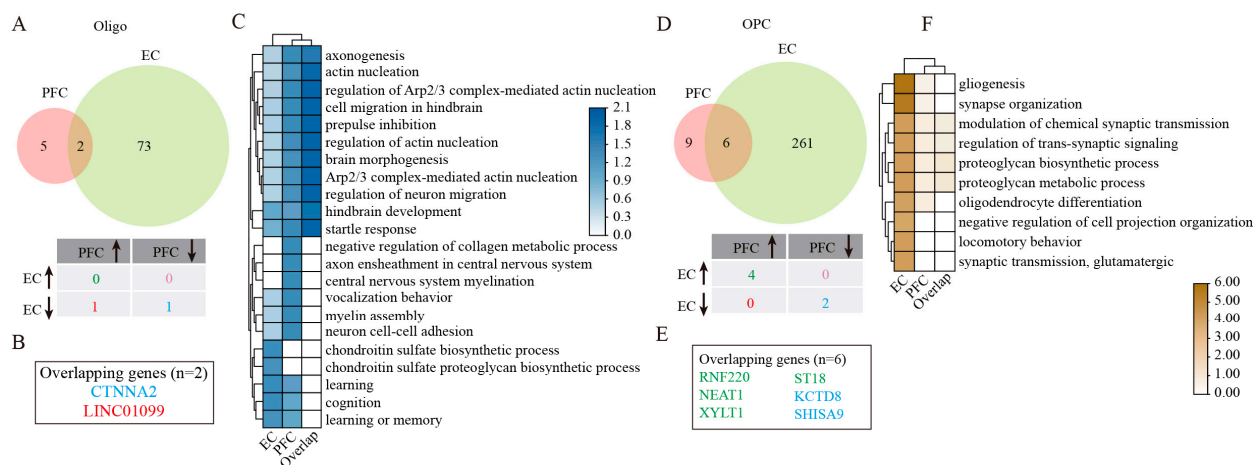 A
Oligo
EC
PFC
5
2
73
PFC
PFC
EC
0
0
EC
1
1
B
Overlapping genes (n=2)
CTNNA2
LINC01099
C
axonogenesis
actin nucleation
regulation of Arp2/3 complex-mediated actin nucleation
cell migration in hindbrain
prepulse inhibition
regulation of actin nucleation
brain morphogenesis
Arp2/3 complex-mediated actin nucleation
regulation of neuron migration
hindbrain development
startle response
negative regulation of collagen metabolic process
axon ensheathment in central nervous system
central nervous system myelination
vocalization behavior
myelin assembly
neuron cell-cell adhesion
chondroitin sulfate biosynthetic process
chondroitin sulfate proteoglycan biosynthetic process
learning
cognition
learning or memory
EC
PFC
Overlap
2.1
1.8
1.5
1.2
0.9
0.6
0.3
0.0
D
OPC
EC
PFC
9
6
261
PFC
PFC
EC
4
0
EC
0
2
E
Overlapping genes (n=6)
RNF220 ST18
NEAT1 KCTD8
XYLT1 SHISA9
F
gliogenesis
synapse organization
modulation of chemical synaptic transmission
regulation of trans-synaptic signaling
proteoglycan biosynthetic process
proteoglycan metabolic process
oligodendrocyte differentiation
negative regulation of cell projection organization
locomotory behavior
synaptic transmission, glutamatergic
EC
PFC
Overlap
6.00
5.00
4.00
3.00
2.00
1.00
0.00